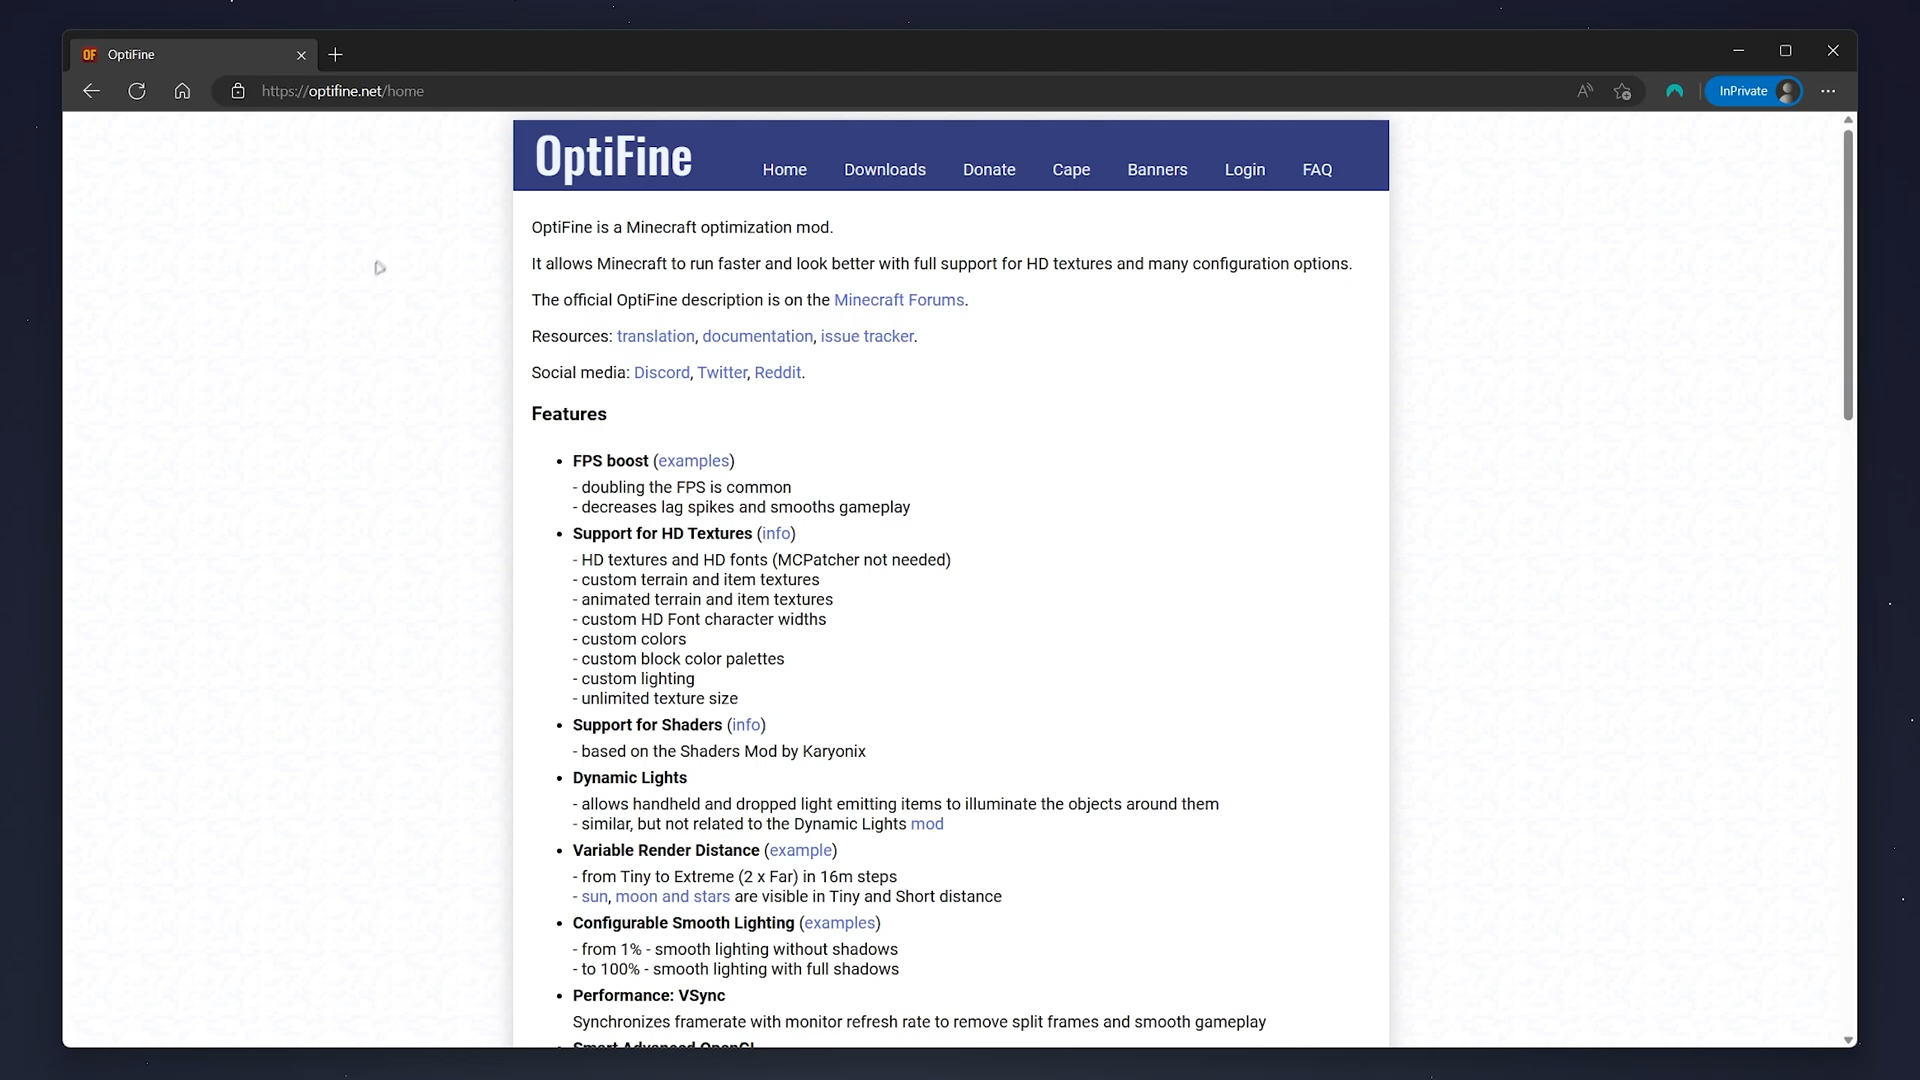 OF OptiFine
https://optifine.net/home
InPrivate
OptiFine
Home Downloads Donate Cape Banners Login FAQ
OptiFine is a Minecraft optimization mod.
It allows Minecraft to run faster and look better with full support for HD textures and many configuration options.
The official OptiFine description is on the Minecraft Forums.
Resources: translation, documentation, issue tracker.
Social media: Discord, Twitter, Reddit.
Features
• FPS boost (examples)
- doubling the FPS is common
- decreases lag spikes and smooths gameplay
• Support for HD Textures (info)
- HD textures and HD fonts (MCPatcher not needed)
- custom terrain and item textures
- animated terrain and item textures
- custom HD Font character widths
- custom colors
- custom block color palettes
- custom lighting
- unlimited texture size
• Support for Shaders (info)
- based on the Shaders Mod by Karyonix
• Dynamic Lights
- allows handheld and dropped light emitting items to illuminate the objects around them
- similar, but not related to the Dynamic Lights mod
• Variable Render Distance (example)
- from Tiny to Extreme (2 x Far) in 16m steps
- sun, moon and stars are visible in Tiny and Short distance
• Configurable Smooth Lighting (examples)
- from 1% - smooth lighting without shadows
- to 100% - smooth lighting with full shadows
• Performance: VSync
Synchronizes framerate with monitor refresh rate to remove split frames and smooth gameplay
• Smart Advanced OpenGL